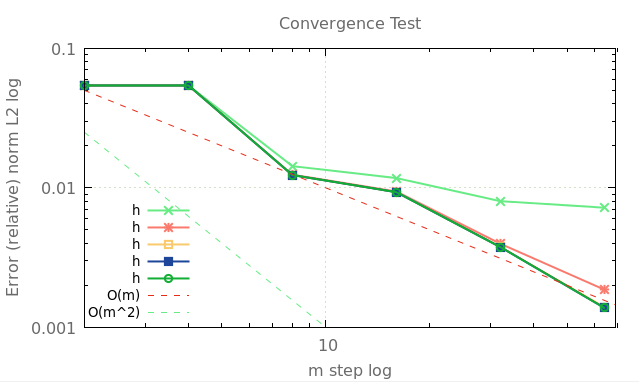 Convergence Test
Error (relative) norm L2 log
0.1
0.01
0.001
h
h
h
h
h
O(m)
O(m^2)
10
m step log